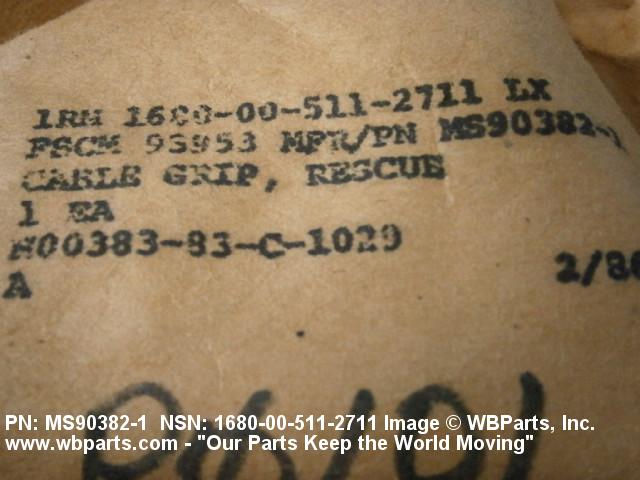 1RM 1680-00-511-2711 LX
FSCM 93953 MFR/PN MS90382-1
CABLE GRIP, RESCUE
1 EA
N00383-83-C-1029
A
2/86
PN: MS90382-1 NSN: 1680-00-511-2711 Image © WBParts, Inc.
www.wbparts.com - "Our Parts Keep the World Moving"